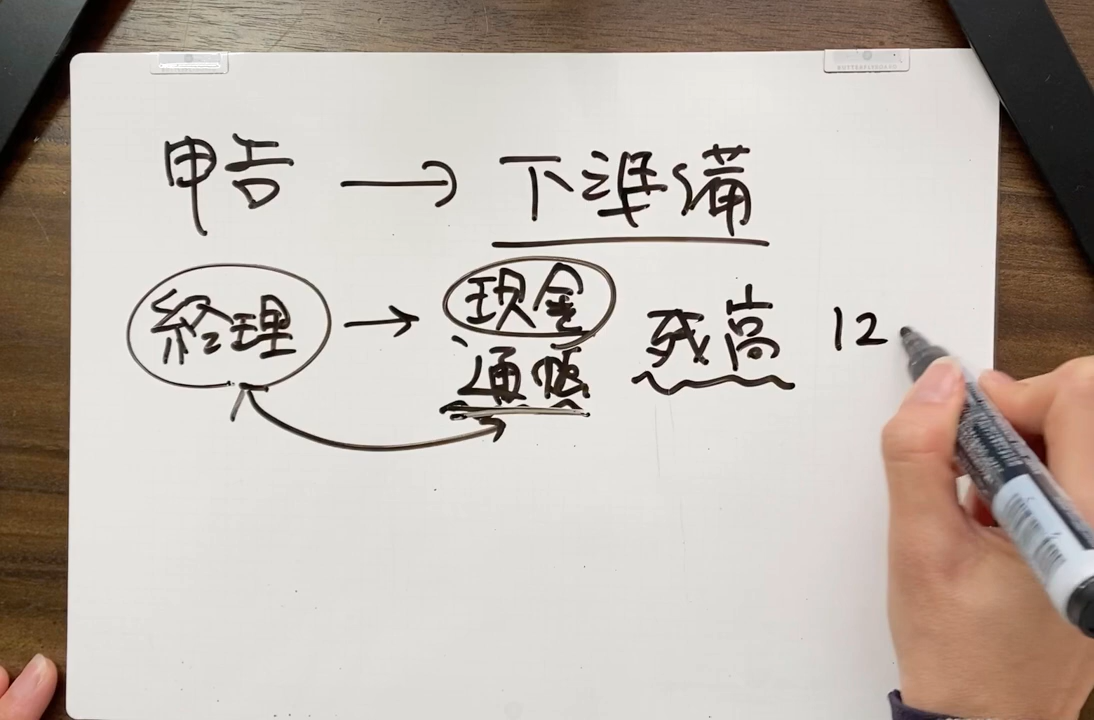 申告 → 下準備
経理 → 現金 残高 12
通帳